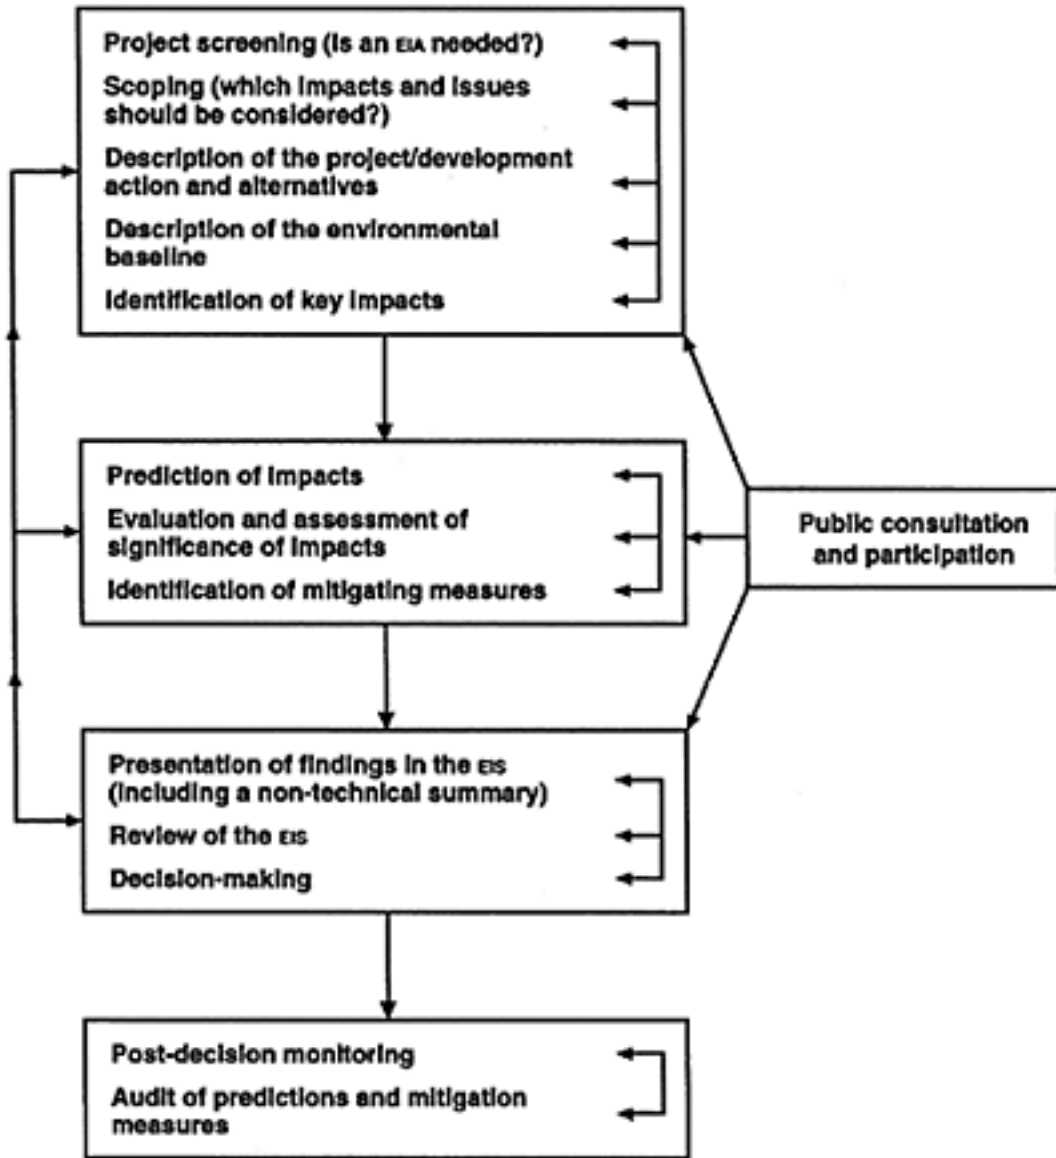 Project screening (Is an EIA needed?)
Scoping (which impacts and issues
should be considered?)
Description of the project/development
action and alternatives
Description of the environmental
baseline
Identification of key impacts
Prediction of impacts
Evaluation and assessment of
significance of impacts
Identification of mitigating measures
Public consultation
and participation
Presentation of findings in the EIS
(including a non-technical summary)
Review of the EIS
Decision-making
Post-decision monitoring
Audit of predictions and mitigation
measures